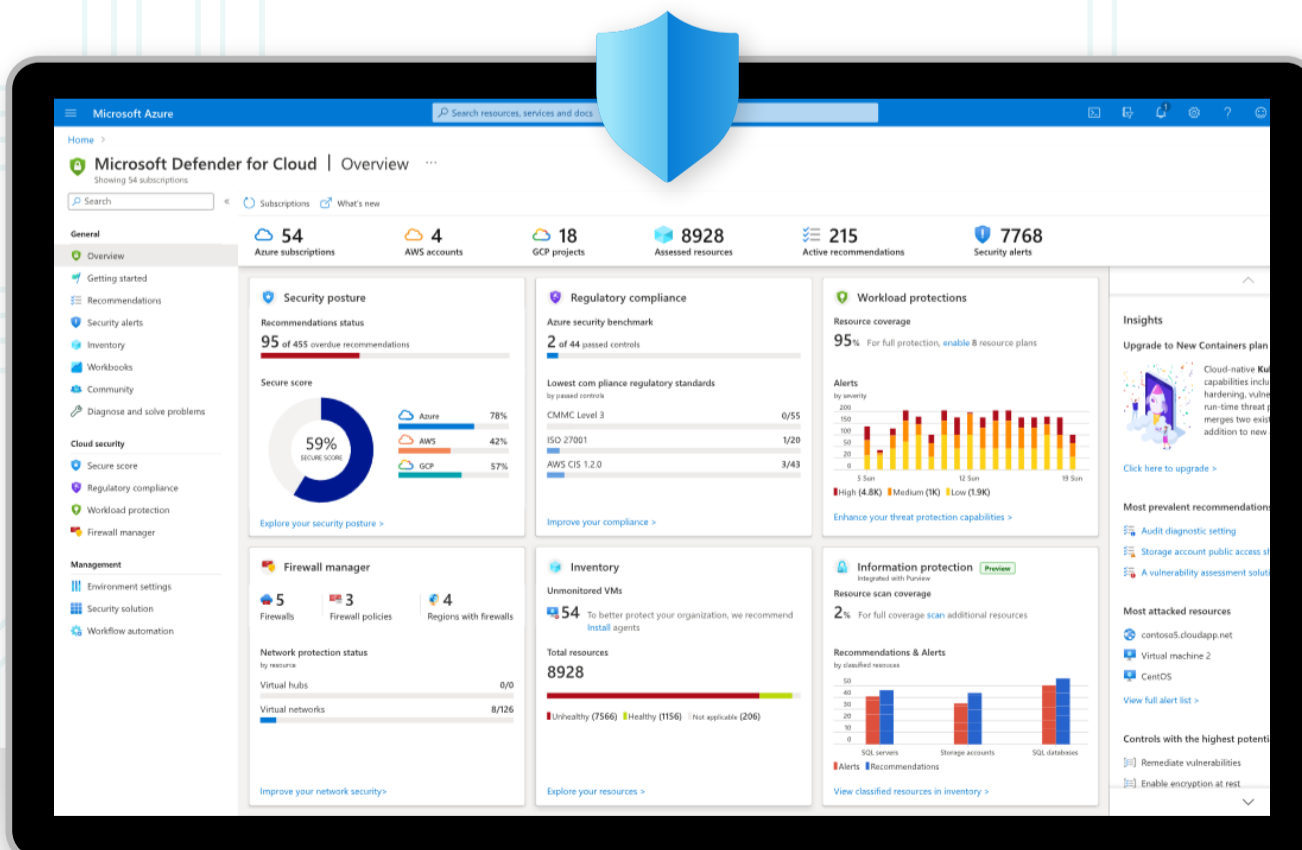 Microsoft Azure
Search resources, services and docs
1
Home >
Microsoft Defender for Cloud | Overview ...
Showing 54 subscriptions
Search
«
Subscriptions
What's new
General
Overview
Getting started
Recommendations
Security alerts
Inventory
Workbooks
Community
Diagnose and solve problems
Cloud security
Secure score
Regulatory compliance
Workload protection
Firewall manager
Management
Environment settings
Security solution
Workflow automation
54
Azure subscriptions
4
AWS accounts
18
GCP projects
8928
Assessed resources
215
Active recommendations
7768
Security alerts
Security posture
Recommendations status
95 of 455 overdue recommendations
Secure score
59%
SECURE SCORE
Azure 78%
AWS 42%
GCP 57%
Explore your security posture >
Regulatory compliance
Azure security benchmark
2 of 44 passed controls
Lowest com pliance regulatory standards
by passed controls
CMMC Level 3 0/55
ISO 27001 1/20
AWS CIS 1.2.0 3/43
Improve your compliance >
Workload protections
Resource coverage
95% For full protection, enable 8 resource plans
Alerts
by severity
200
150
100
50
20
0
5 Sun 12 Sun 19 Sun
High (4.8K) Medium (1K) Low (1.9K)
Enhance your threat protection capabilities >
Firewall manager
5
Firewalls
3
Firewall policies
4
Regions with firewalls
Network protection status
by resource
Virtual hubs 0/0
Virtual networks 8/126
Improve your network security>
Inventory
Unmonitored VMs
54 To better protect your organization, we recommend
Install agents
Total resources
8928
Unhealthy (7566) Healthy (1156) Not applicable (206)
Explore your resources >
Information protection Preview
Integrated with Purview
Resource scan coverage
2% For full coverage scan additional resources
Recommendations & Alerts
by classified resources
50
40
30
20
10
0
SQL servers Storage accounts SQL databases
Alerts Recommendations
View classified resources in inventory >
Insights
Upgrade to New Containers plan
Cloud-native Ku
capabilities inclu
hardening, vulne
run-time threat p
merges two exist
addition to new
Click here to upgrade >
Most prevalent recommendations
Audit diagnostic setting
Storage account public access sh
A vulnerability assessment soluti
Most attacked resources
contoso5.cloudapp.net
Virtual machine 2
CentOS
View full alert list >
Controls with the highest potenti
Remediate vulnerabilities
Enable encryption at rest